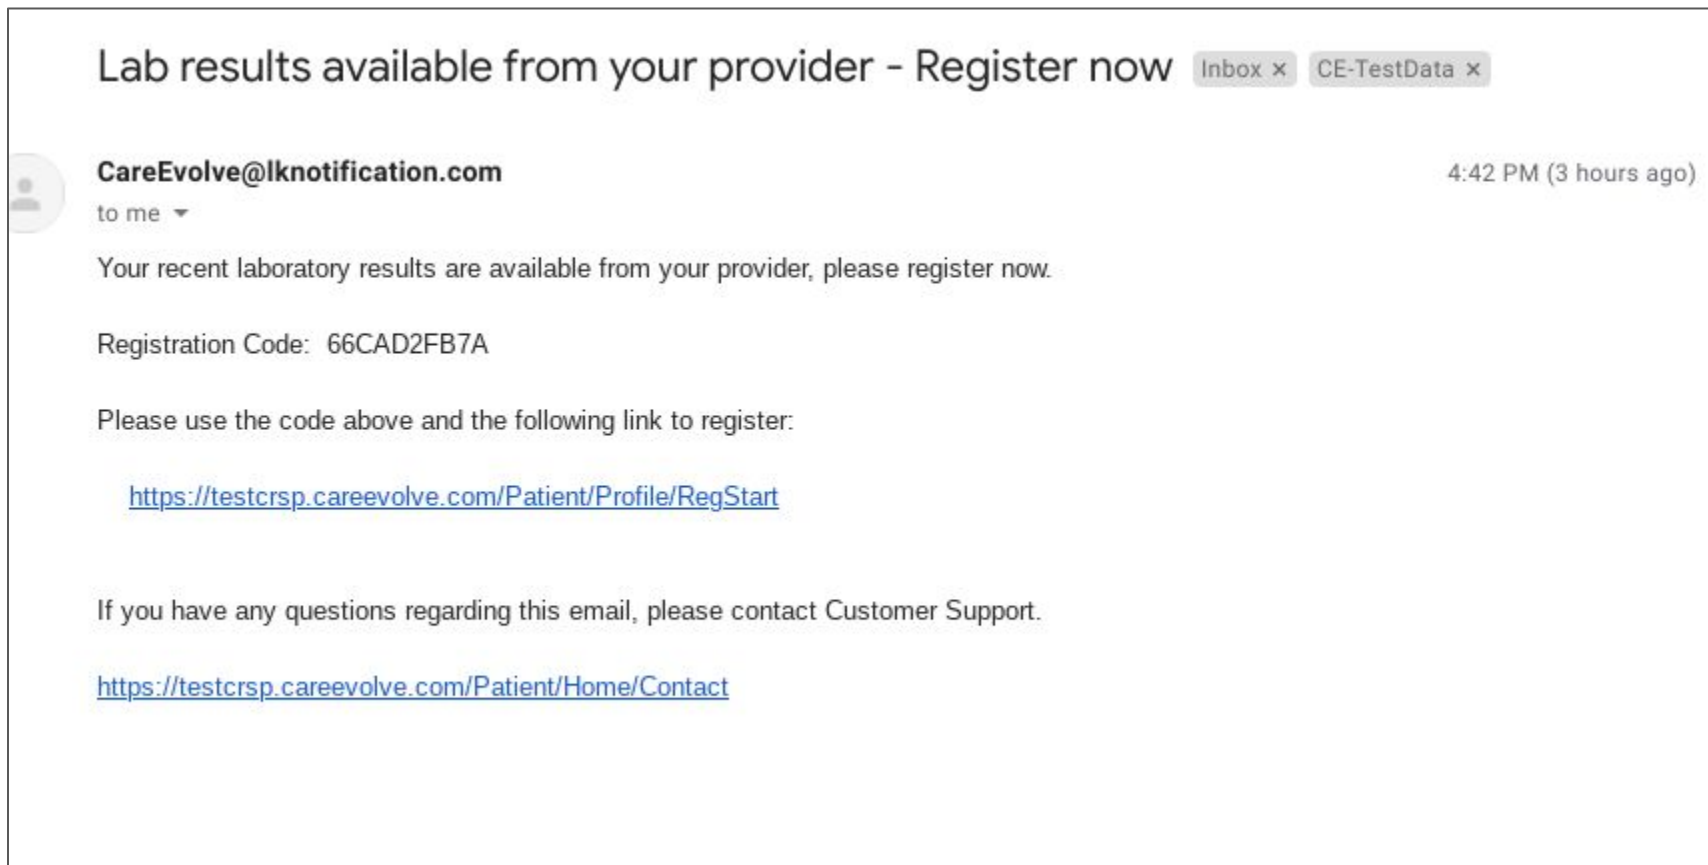 Lab results available from your provider - Register now Inbox × CE-TestData ×
CareEvolve@lknotification.com 4:42 PM (3 hours ago)
to me
Your recent laboratory results are available from your provider, please register now.
Registration Code: 66CAD2FB7A
Please use the code above and the following link to register:
https://testcrsp.careevolve.com/Patient/Profile/RegStart
If you have any questions regarding this email, please contact Customer Support.
https://testcrsp.careevolve.com/Patient/Home/Contact